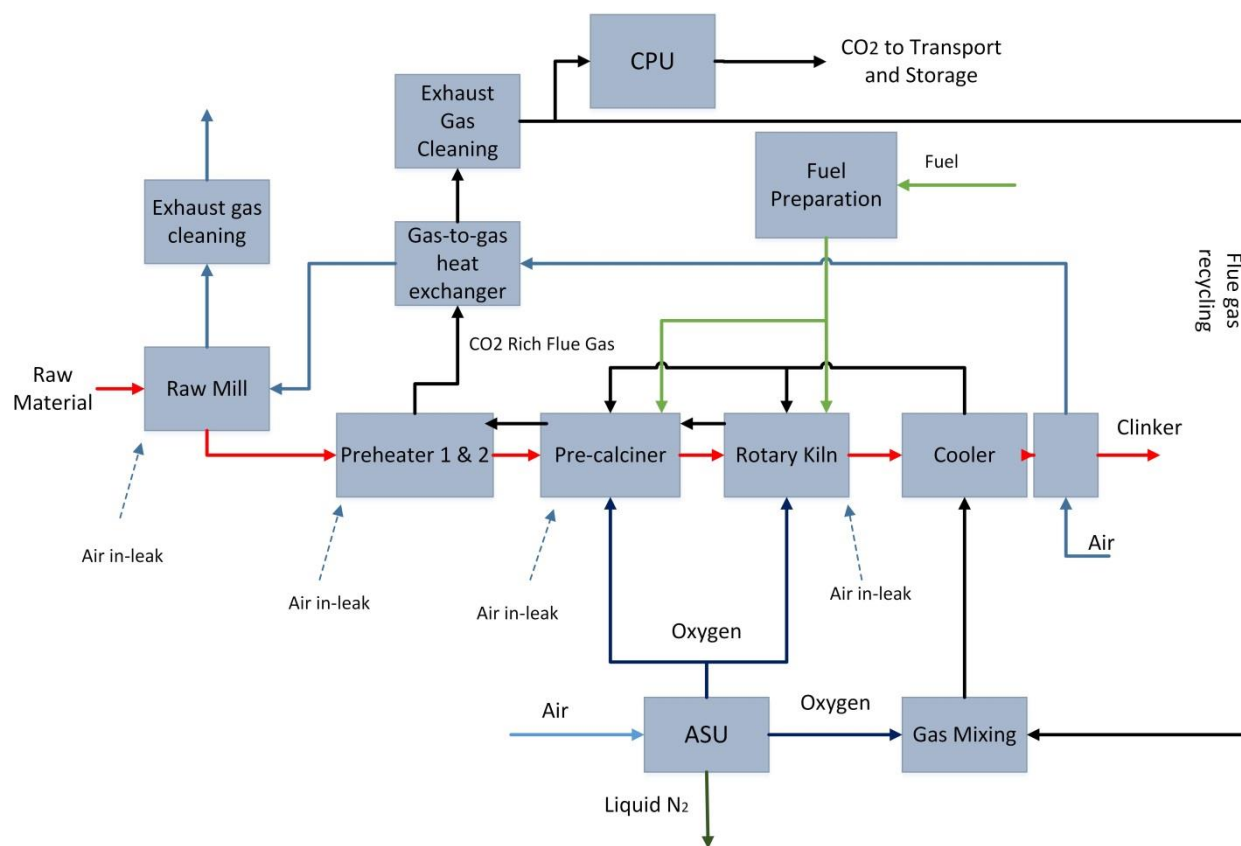 CPU
CO2 to Transport
and Storage
Exhaust
Gas
Cleaning
Fuel
Preparation
Fuel
Exhaust gas
cleaning
Gas-to-gas
heat
exchanger
Flue gas
recycling
CO2 Rich Flue Gas
Raw
Material
Raw Mill
Preheater 1 & 2
Pre-calciner
Rotary Kiln
Cooler
Clinker
Air in-leak
Air in-leak
Air in-leak
Air in-leak
Air
Oxygen
Air
ASU
Oxygen
Gas Mixing
Liquid N2